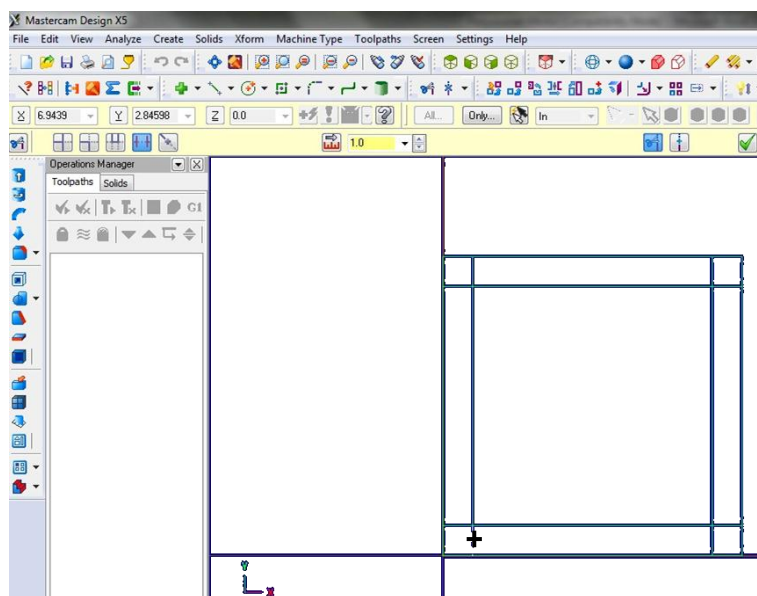 Mastercam Design X5
File Edit View Analyze Create Solids Xform Machine Type Toolpaths Screen Settings Help
X 6.9439 Y 2.84598 Z 0.0 All... Only... In
1.0
Operations Manager
Toolpaths Solids
G1
Y
X